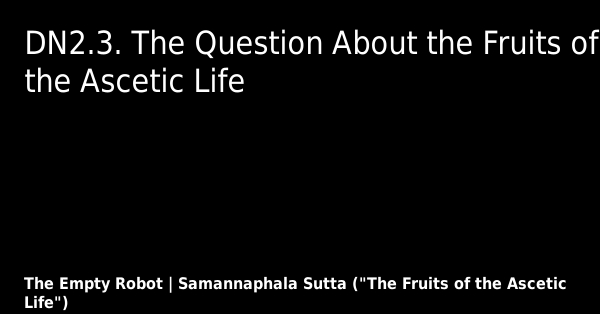 DN2.3. The Question About the Fruits of
the Ascetic Life
The Empty Robot | Samannaphala Sutta ("The Fruits of the Ascetic
Life")